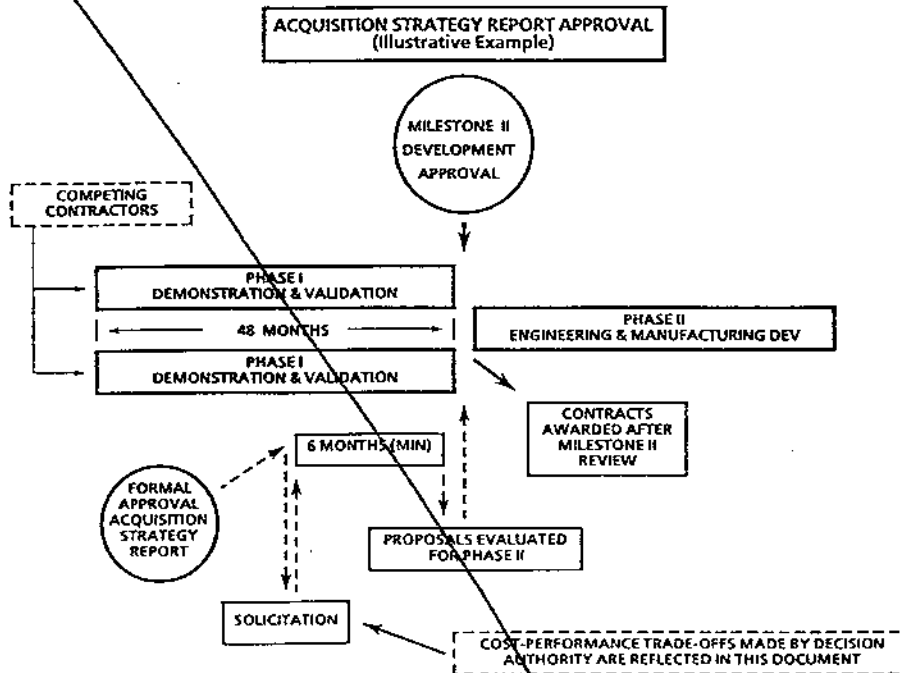 ACQUISITION STRATEGY REPORT APPROVAL
(Illustrative Example)
MILESTONE II
DEVELOPMENT
APPROVAL
COMPETING
CONTRACTORS
PHASE I
DEMONSTRATION & VALIDATION
48 MONTHS
PHASE II
ENGINEERING & MANUFACTURING DEV
PHASE I
DEMONSTRATION & VALIDATION
CONTRACTS
AWARDED AFTER
MILESTONE II
REVIEW
6 MONTHS (MIN)
FORMAL
APPROVAL
ACQUISITION
STRATEGY
REPORT
PROPOSALS EVALUATED
FOR PHASE II
SOLICITATION
COST-PERFORMANCE TRADE-OFFS MADE BY DECISION
AUTHORITY ARE REFLECTED IN THIS DOCUMENT